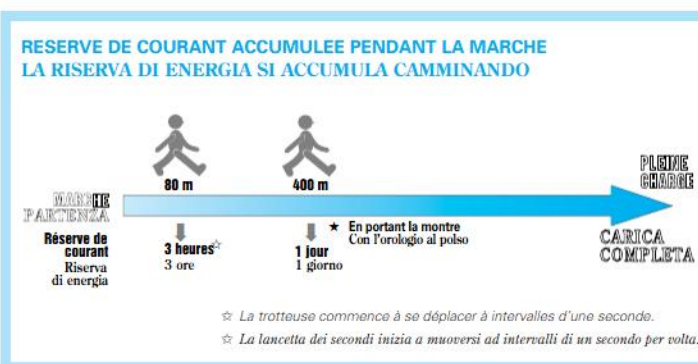 RESERVE DE COURANT ACCUMULEE PENDANT LA MARCHE
LA RISERVA DI ENERGIA SI ACCUMULA CAMMINANDO
80 m
400 m
PLEINE
CHARGE
MARCHE
PARTENZA
CARICA
COMPLETA
Réserve de
courant
Riserva
di energia
3 heures☆
3 ore
1 jour
1 giorno
★ En portant la montre
Con l'orologio al polso
☆ La trotteuse commence à se déplacer à intervalles d'une seconde.
☆ La lancetta dei secondi inizia a muoversi ad intervalli di un secondo per volta.